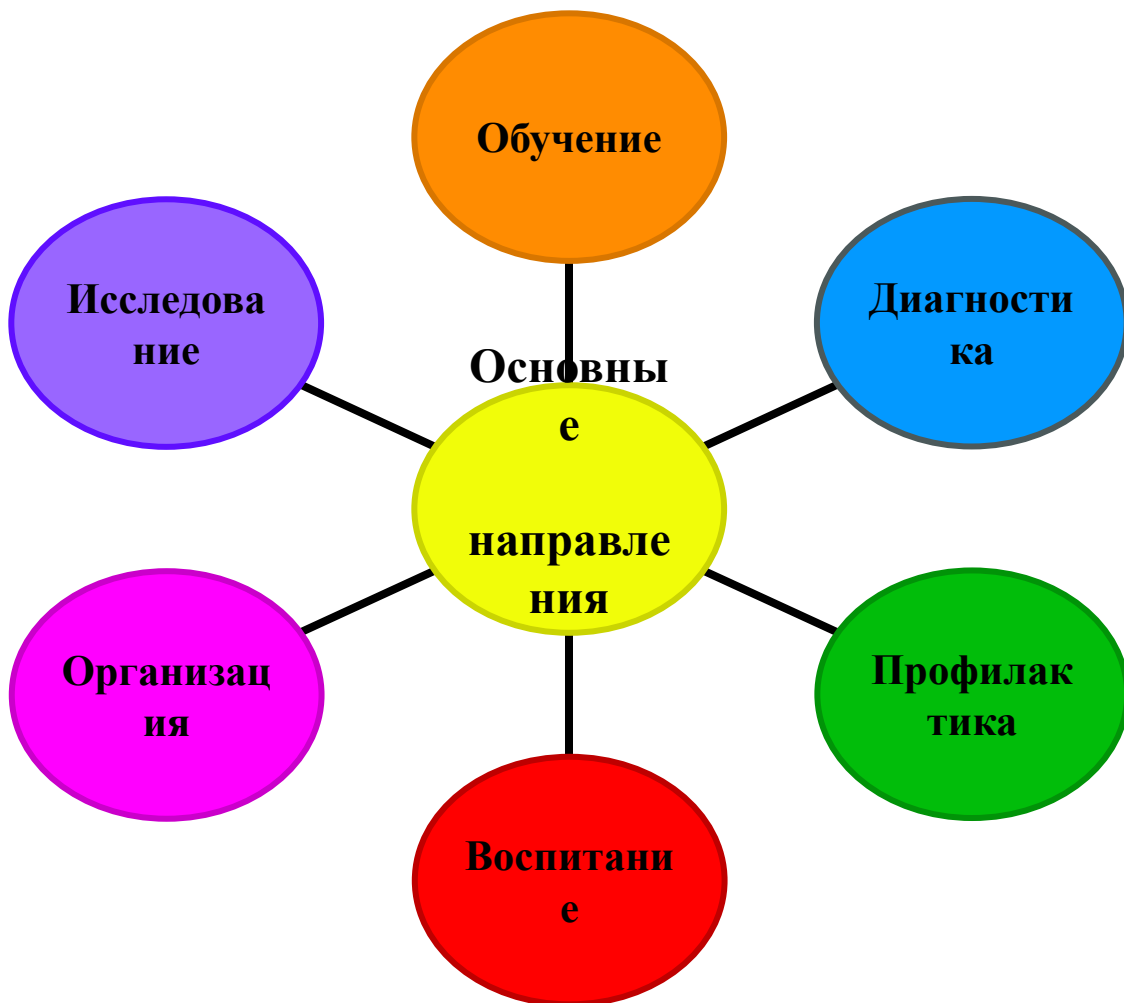 Обучение
Исследова
ние
Диагности
ка
Основны
е
направле
ния
Организац
ия
Профилак
тика
Воспитани
е